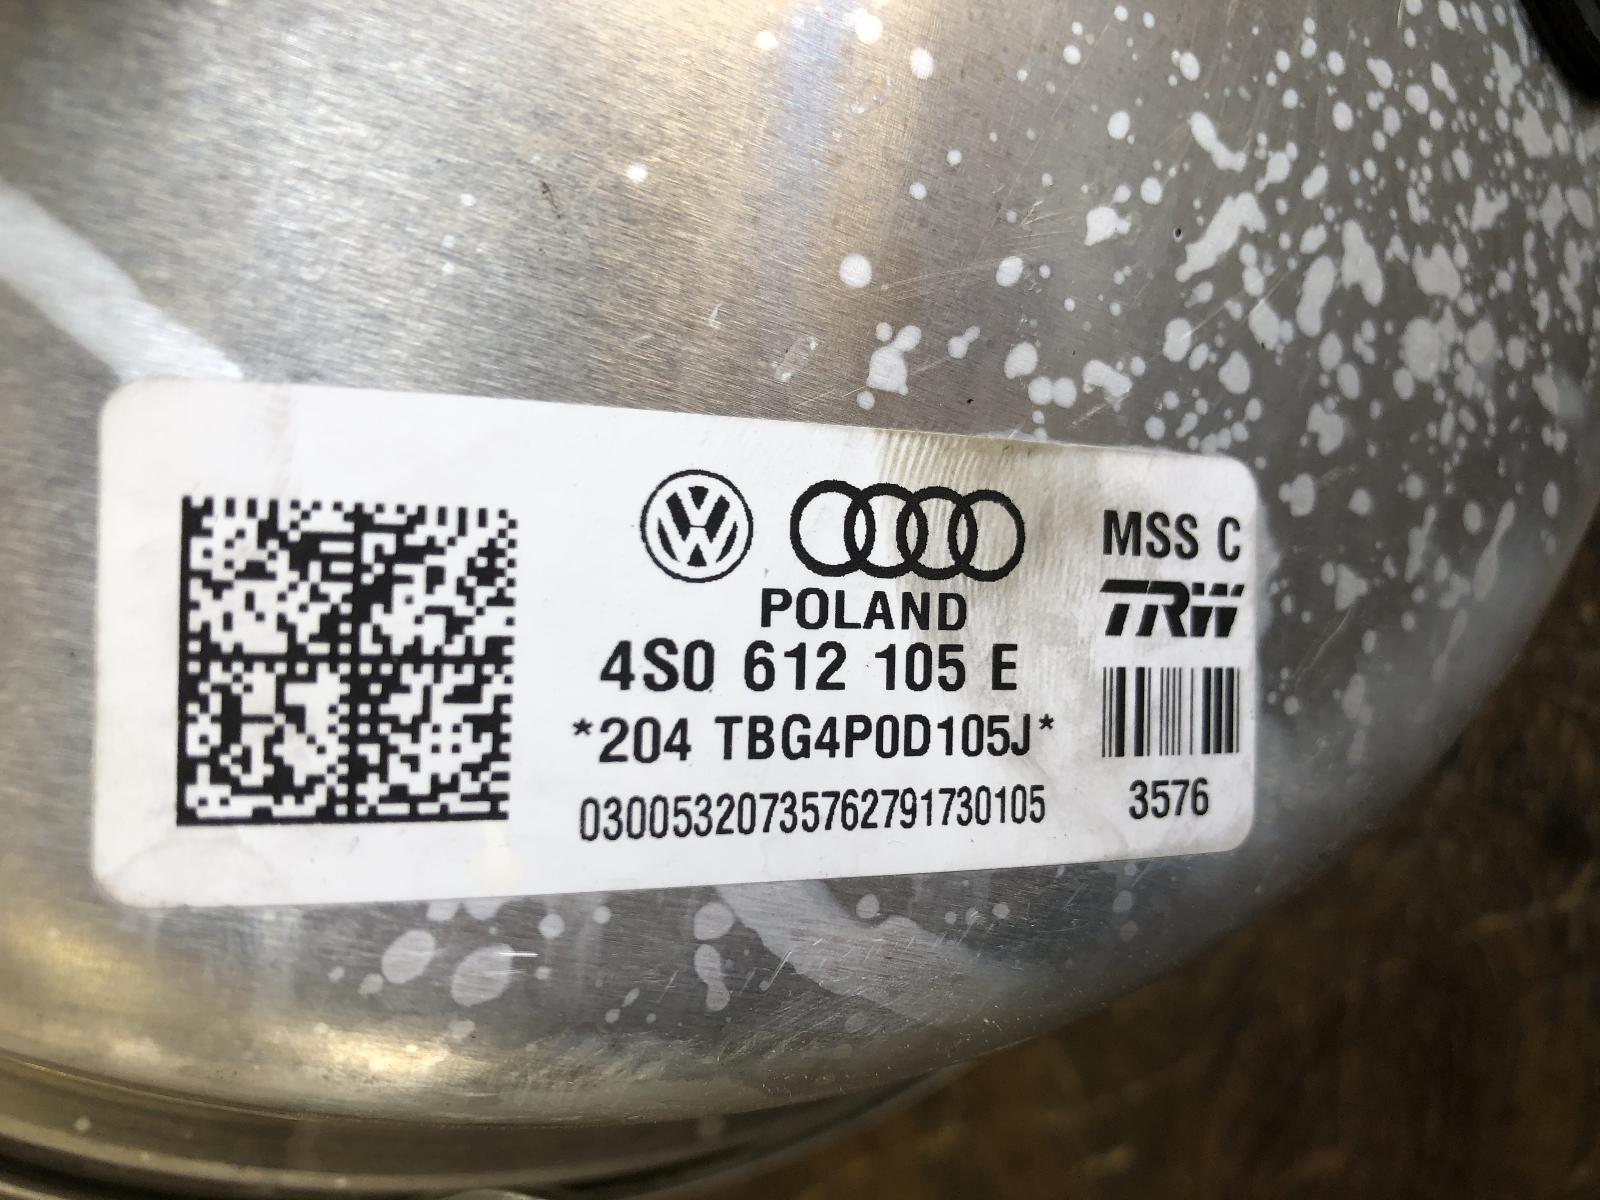 POLAND
4S0 612 105 E
*204 TBG4P0D105J*
03005320735762791730105
MSS C
TRW
3576